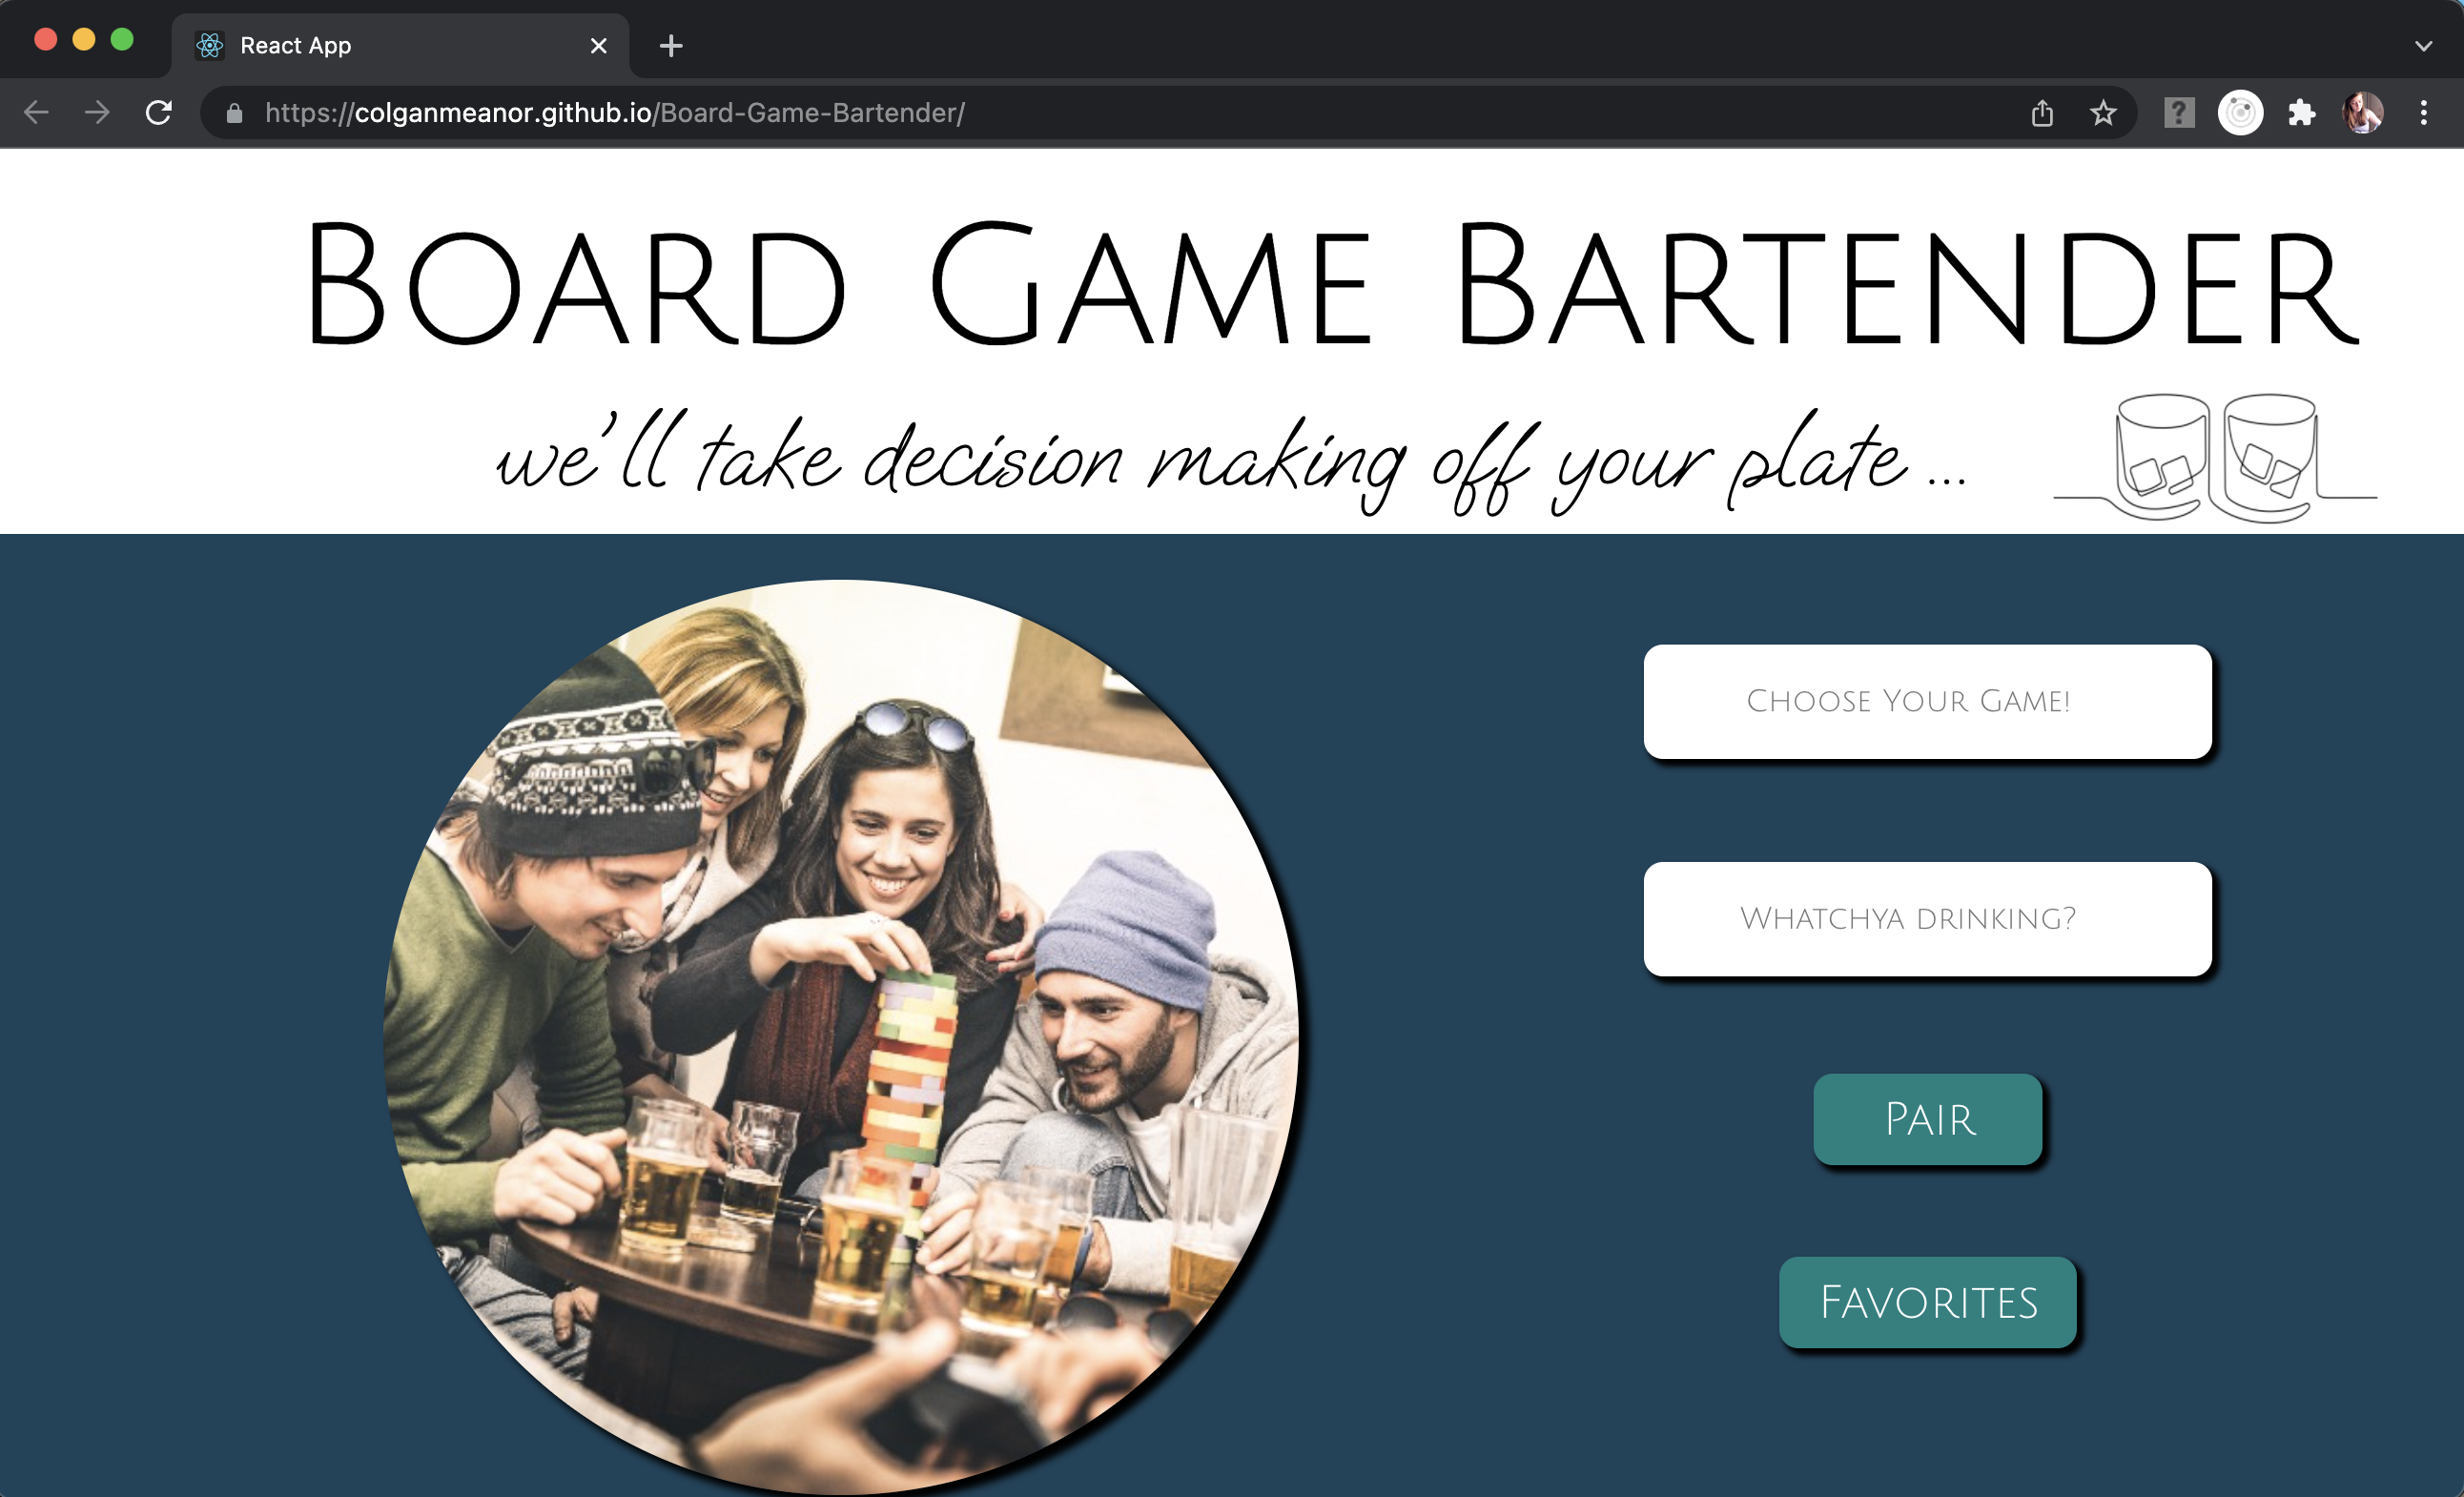 React App
https://colganmeanor.github.io/Board-Game-Bartender/
?
Board Game Bartender
we'll take decision making off your plate ...
Choose Your Game!
Whatchya drinking?
Pair
Favorites